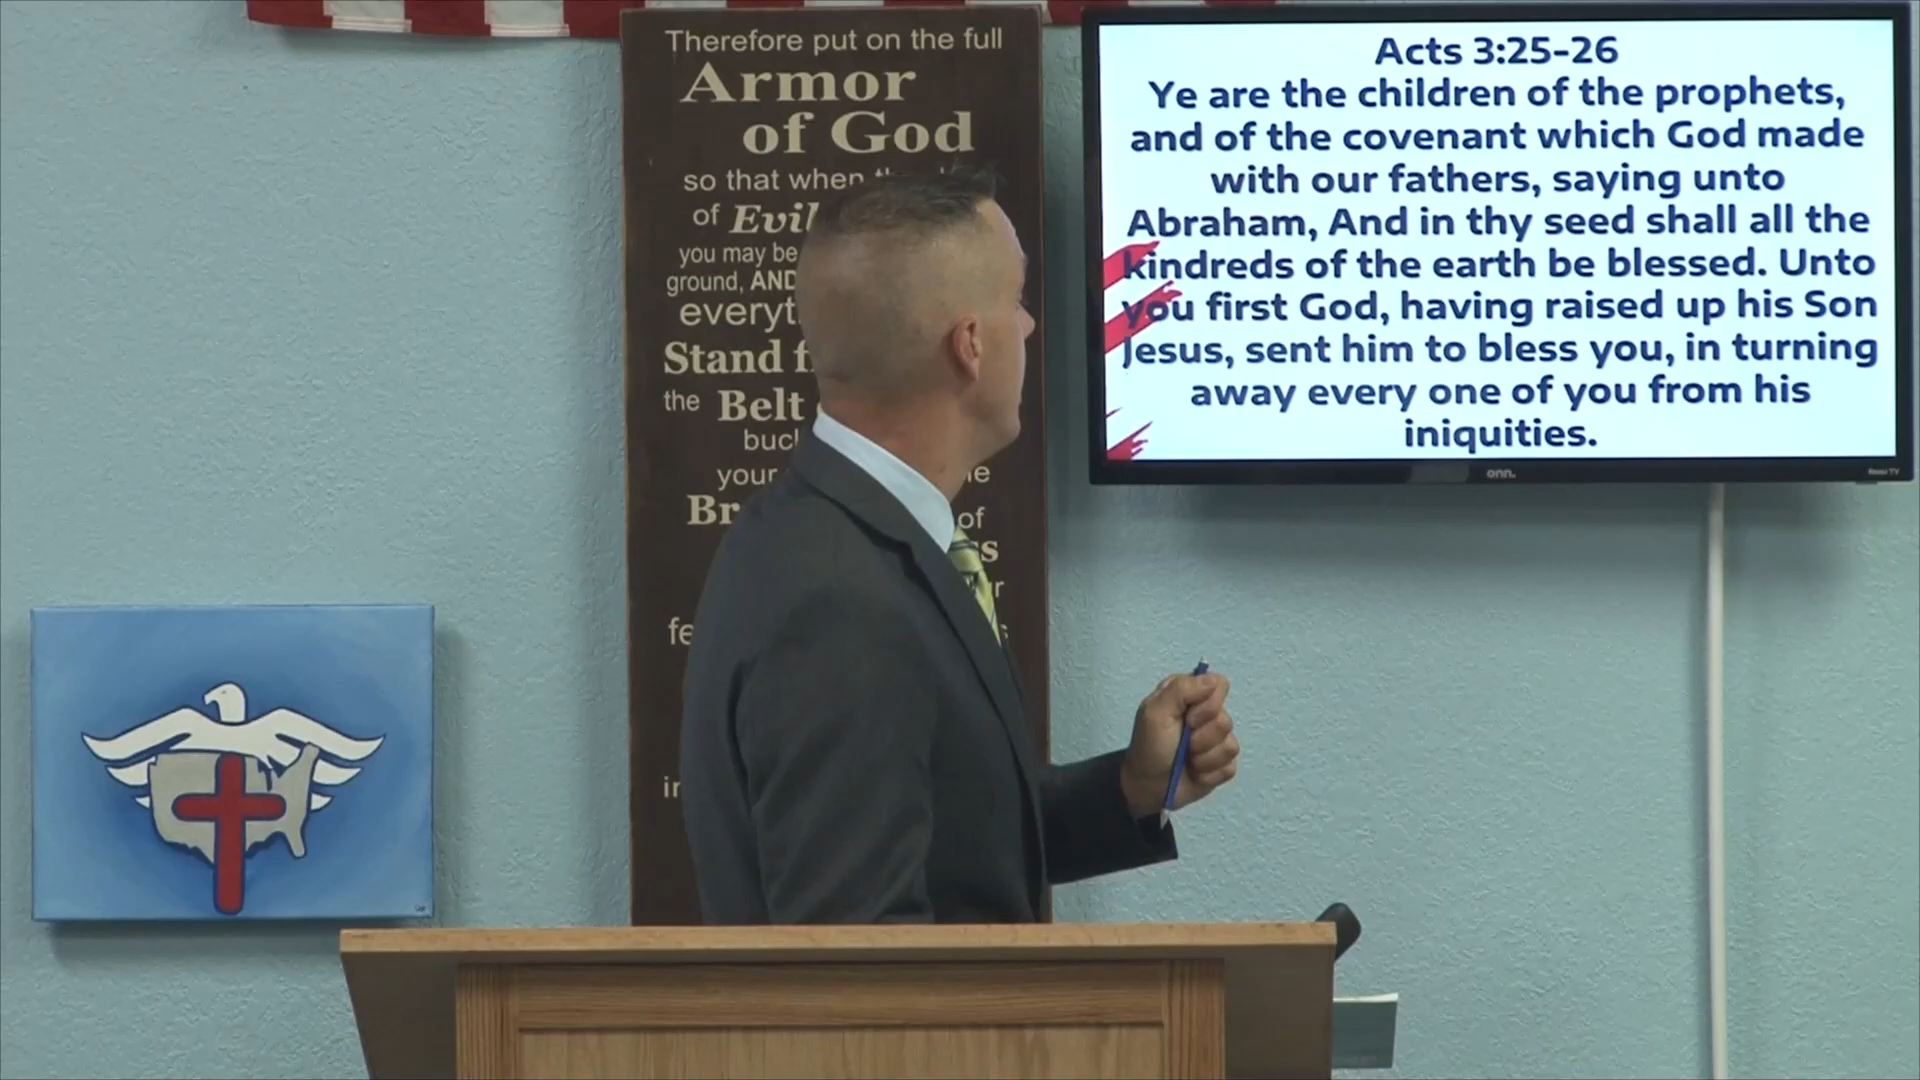 Therefore put on the full
Armor
of God
so that when
of Evil
you may be
ground, AND
everyt
Stand f
the Belt
buc
your
Br
of
fe
in
Acts 3:25-26
Ye are the children of the prophets,
and of the covenant which God made
with our fathers, saying unto
Abraham, And in thy seed shall all the
kindreds of the earth be blessed. Unto
you first God, having raised up his Son
Jesus, sent him to bless you, in turning
away every one of you from his
iniquities.
onn.
Roku TV